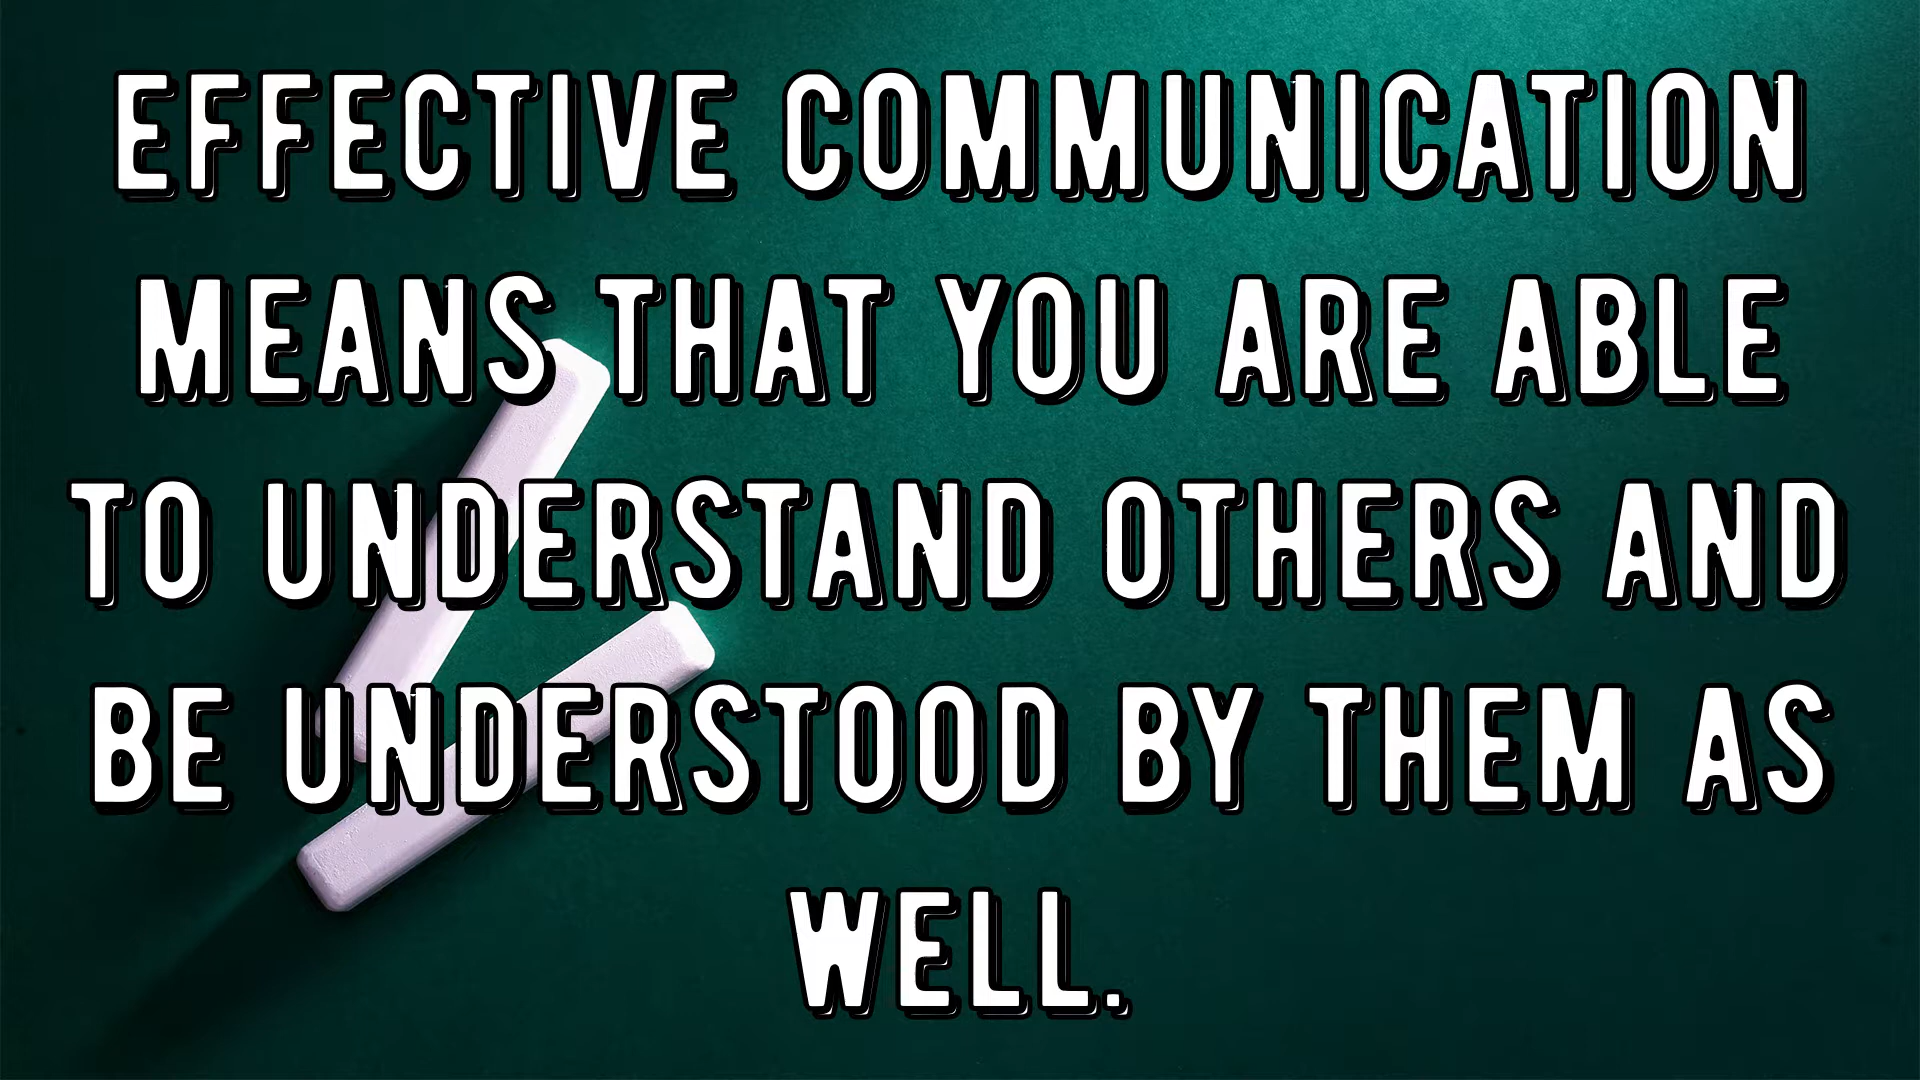 EFFECTIVE COMMUNICATION
MEANS THAT YOU ARE ABLE
TO UNDERSTAND OTHERS AND
BE UNDERSTOOD BY THEM AS
WELL.